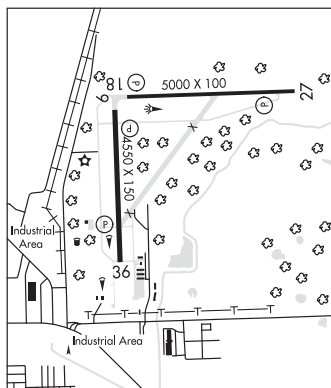 18
P
9
5000 X 100
27
P
P
4550 X 150
P
Industrial
Area
36
T T T T T T
Industrial Area